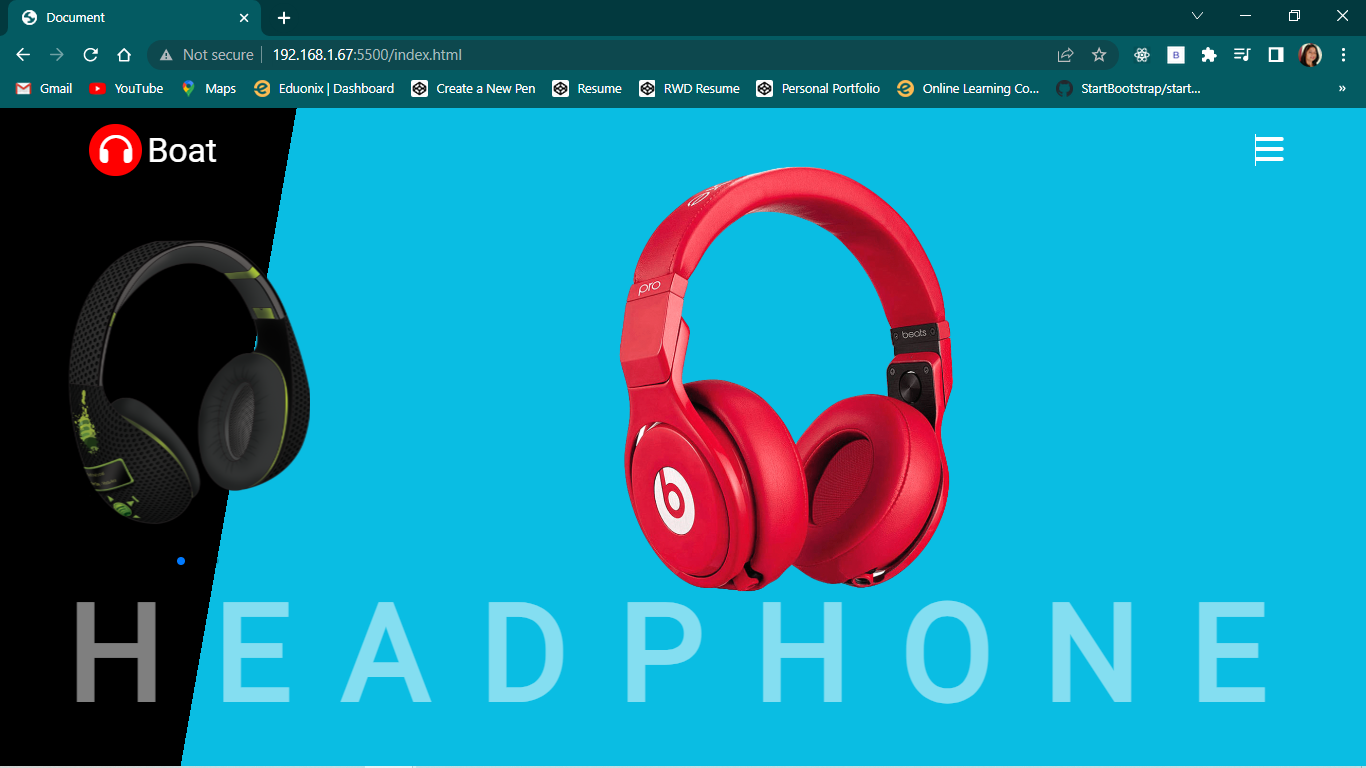 Document
Not secure 192.168.1.67:5500/index.html
B
Gmail YouTube Maps Eduonix | Dashboard Create a New Pen Resume RWD Resume Personal Portfolio Online Learning Co... StartBootstrap/start... »
Boat
pro
beats
b
HEADPHONE